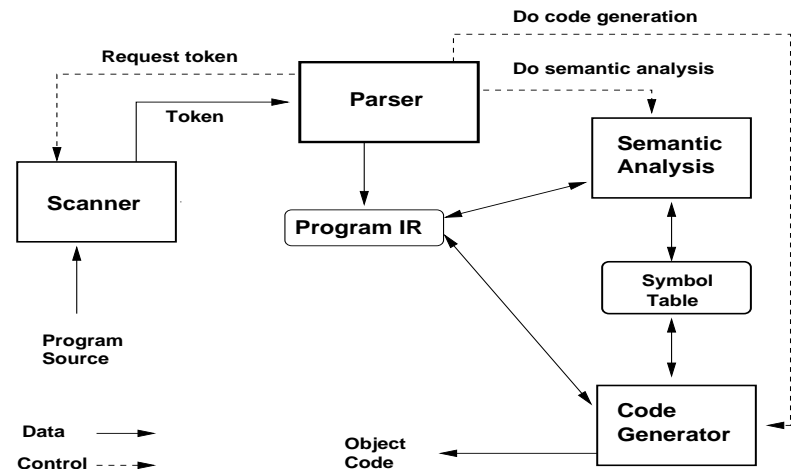 Do code generation
Request token
Do semantic analysis
Parser
Token
Semantic
Analysis
Scanner
Program IR
Symbol
Table
Program
Source
Code
Generator
Data
Object
Code
Control